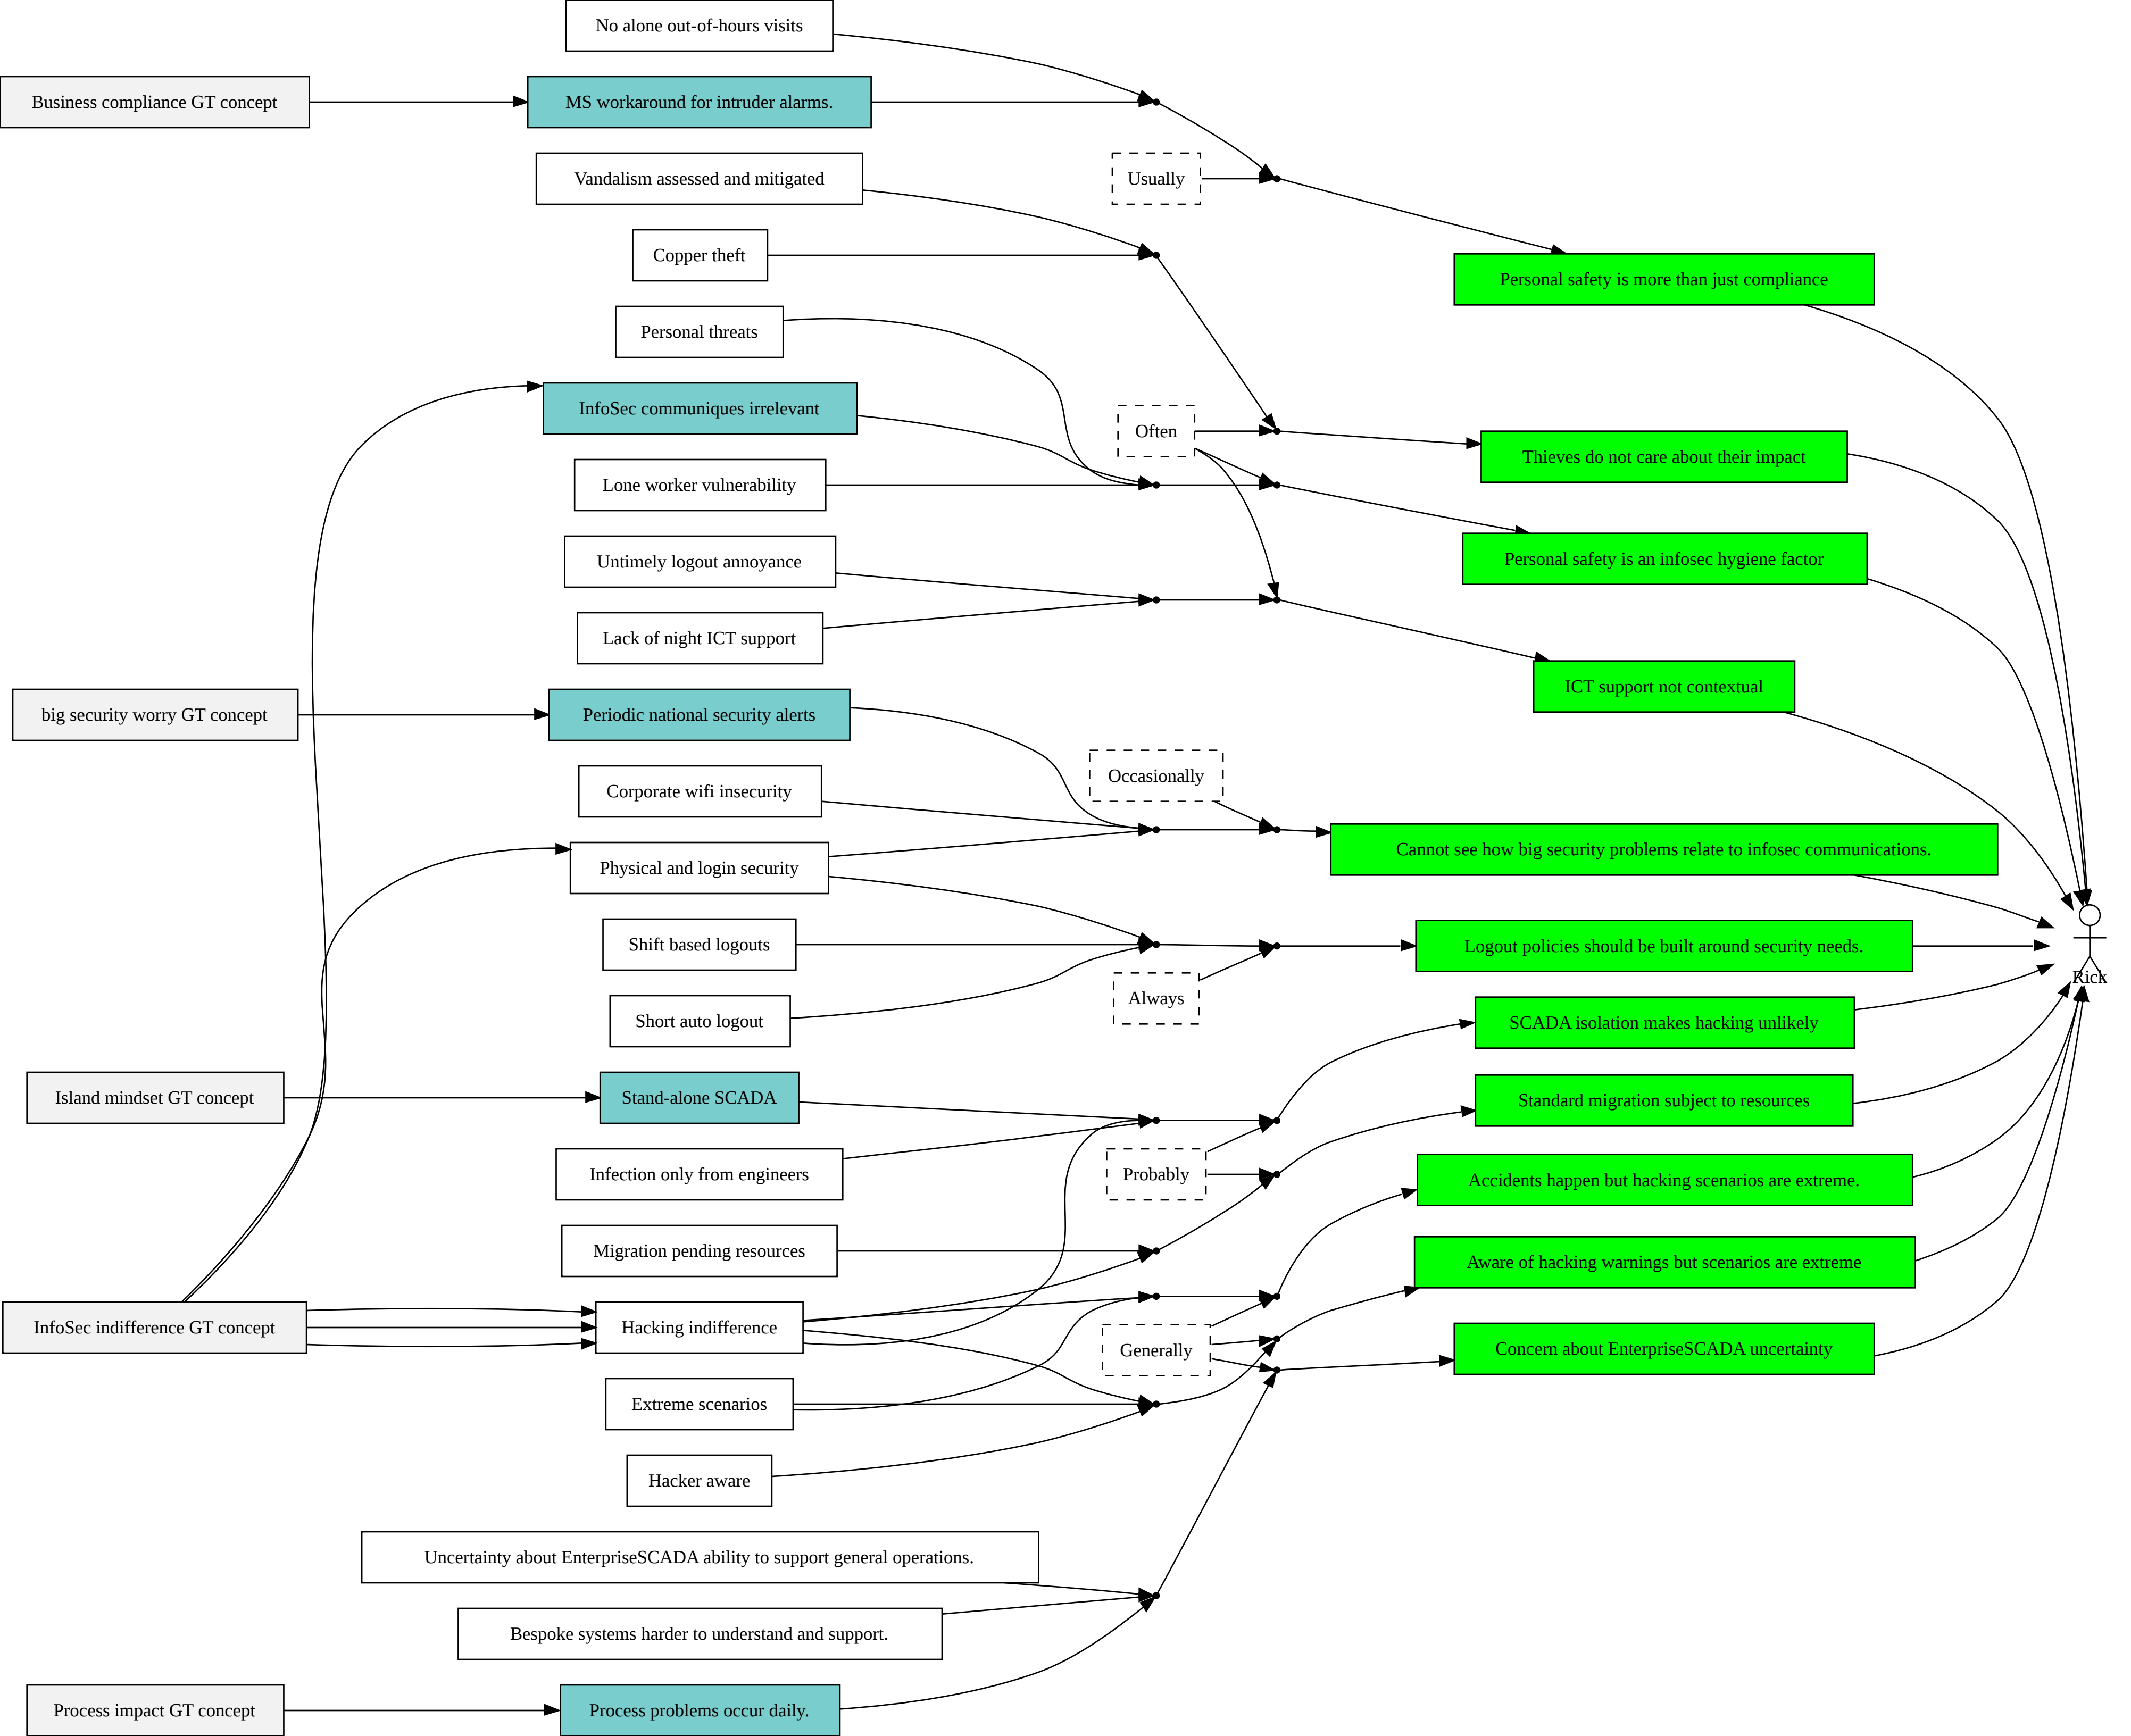 No alone out-of-hours visits
Business compliance GT concept
MS workaround for intruder alarms.
Vandalism assessed and mitigated
Usually
Copper theft
Personal safety is more than just compliance
Personal threats
InfoSec communiques irrelevant
Often
Thieves do not care about their impact
Lone worker vulnerability
Untimely logout annoyance
Personal safety is an infosec hygiene factor
Lack of night ICT support
ICT support not contextual
big security worry GT concept
Periodic national security alerts
Occasionally
Corporate wifi insecurity
Cannot see how big security problems relate to infosec communications.
Physical and login security
Shift based logouts
Logout policies should be built around security needs.
Rick
Always
Short auto logout
SCADA isolation makes hacking unlikely
Island mindset GT concept
Stand-alone SCADA
Standard migration subject to resources
Infection only from engineers
Probably
Accidents happen but hacking scenarios are extreme.
Migration pending resources
Aware of hacking warnings but scenarios are extreme
InfoSec indifference GT concept
Hacking indifference
Generally
Concern about EnterpriseSCADA uncertainty
Extreme scenarios
Hacker aware
Uncertainty about EnterpriseSCADA ability to support general operations.
Bespoke systems harder to understand and support.
Process impact GT concept
Process problems occur daily.